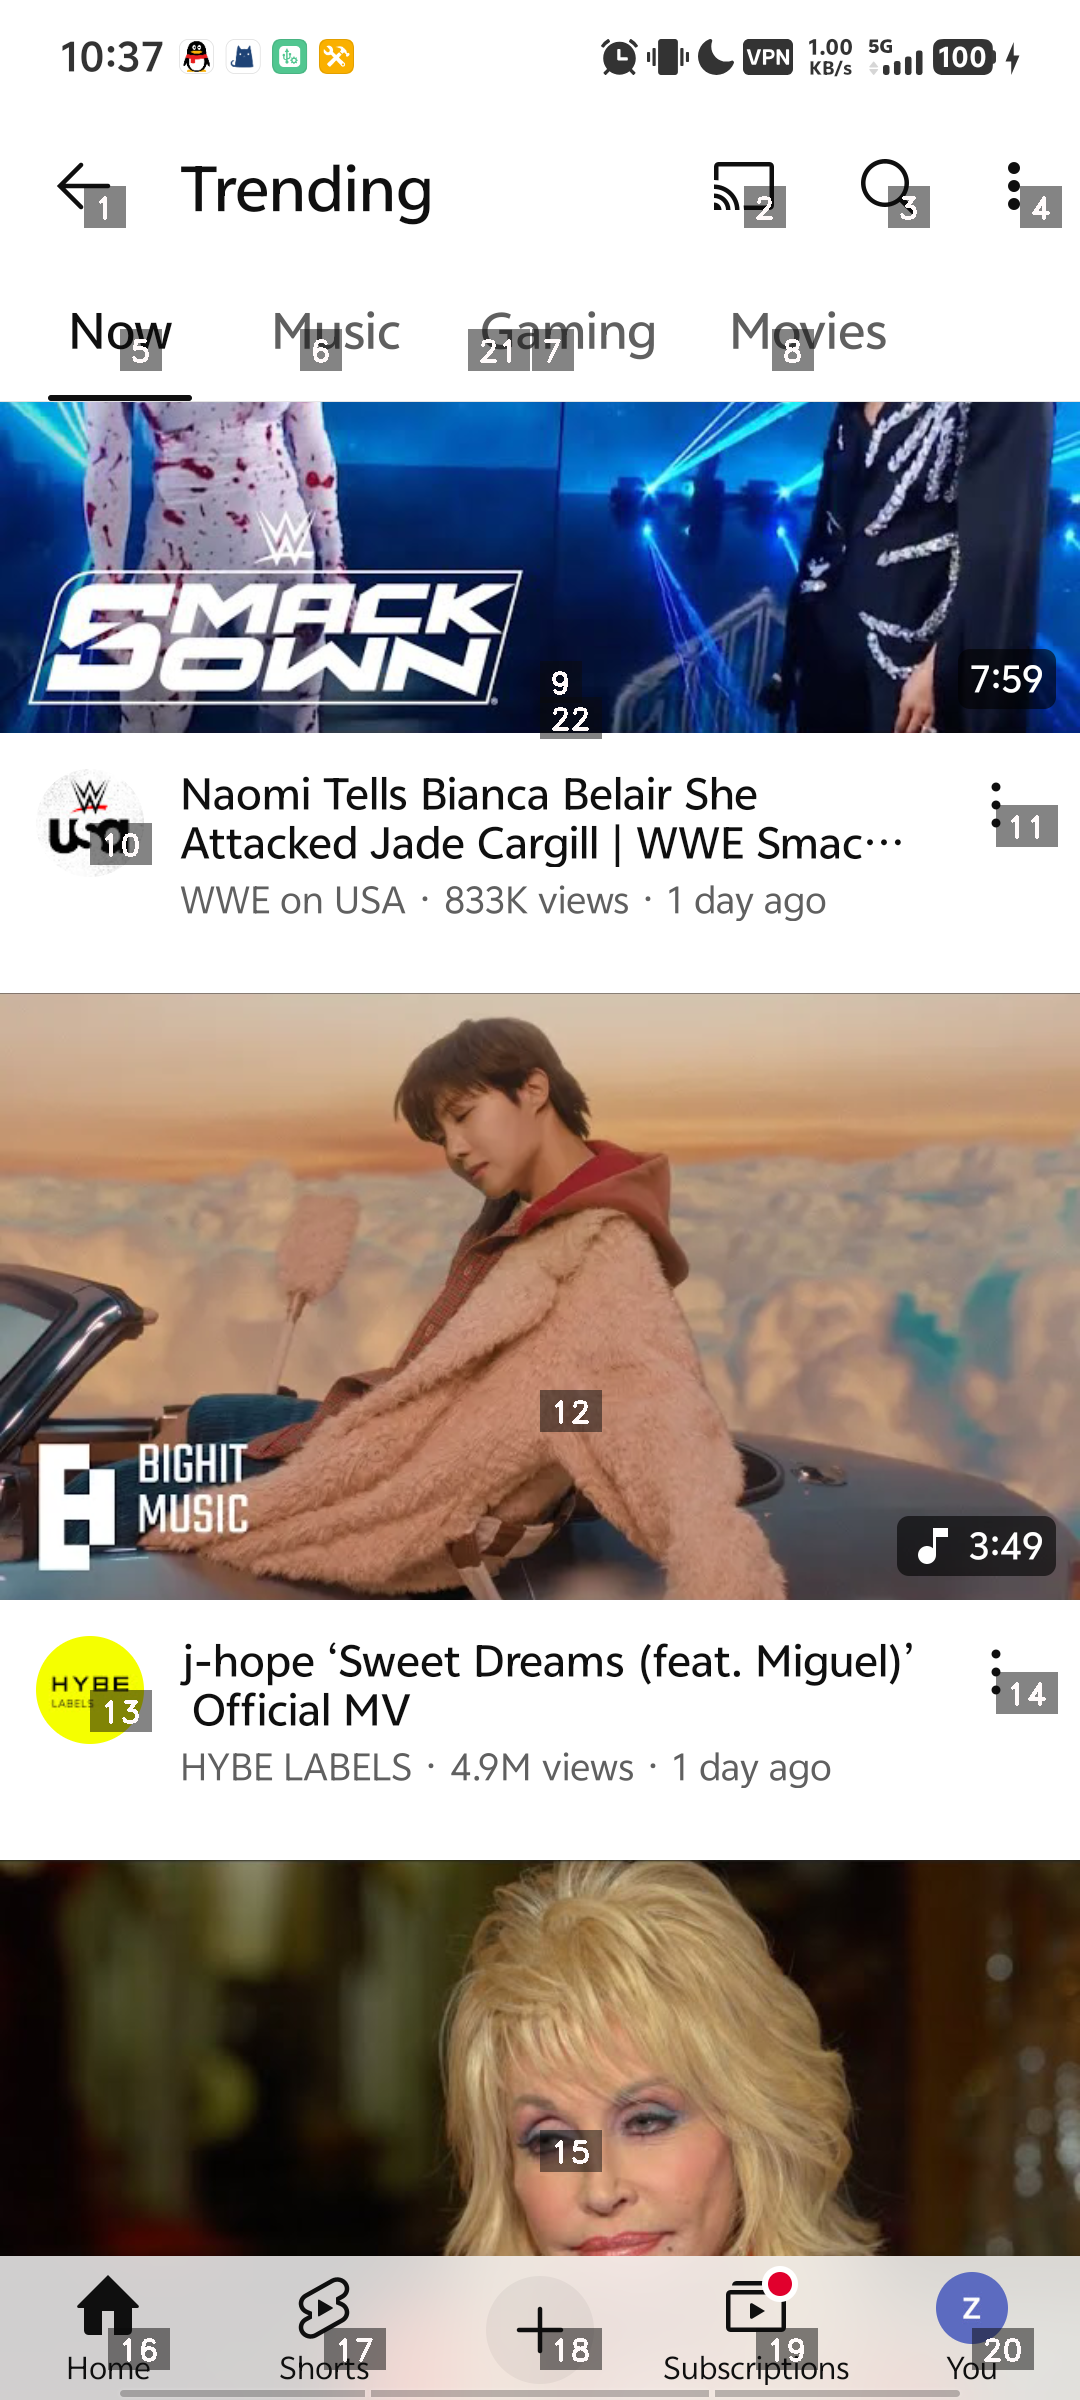 10:37
VPN
1.00 KB/s
5G
100
Trending
1
2
3
4
Now
Music
Gaming
Movies
5
6
21
7
8
W
SMACK
DOWN
7:59
9
22
USA
10
Naomi Tells Bianca Belair She
Attacked Jade Cargill | WWE Smac…
11
WWE on USA · 833K views · 1 day ago
12
BIGHIT
MUSIC
3:49
HYBE
LABELS
13
j-hope ‘Sweet Dreams (feat. Miguel)’
Official MV
14
HYBE LABELS · 4.9M views · 1 day ago
15
Z
16
17
18
19
20
Home
Shorts
Subscriptions
You